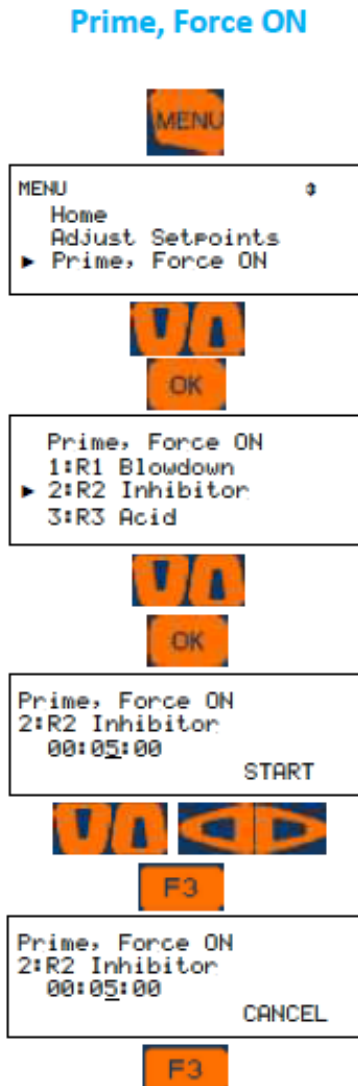 Prime, Force ON
MENU
MENU
Home
Adjust Setpoints
Prime, Force ON
OK
Prime, Force ON
1:R1 Blowdown
2:R2 Inhibitor
3:R3 Acid
OK
Prime, Force ON
2:R2 Inhibitor
00:05:00
START
F3
Prime, Force ON
2:R2 Inhibitor
00:05:00
CANCEL
F3